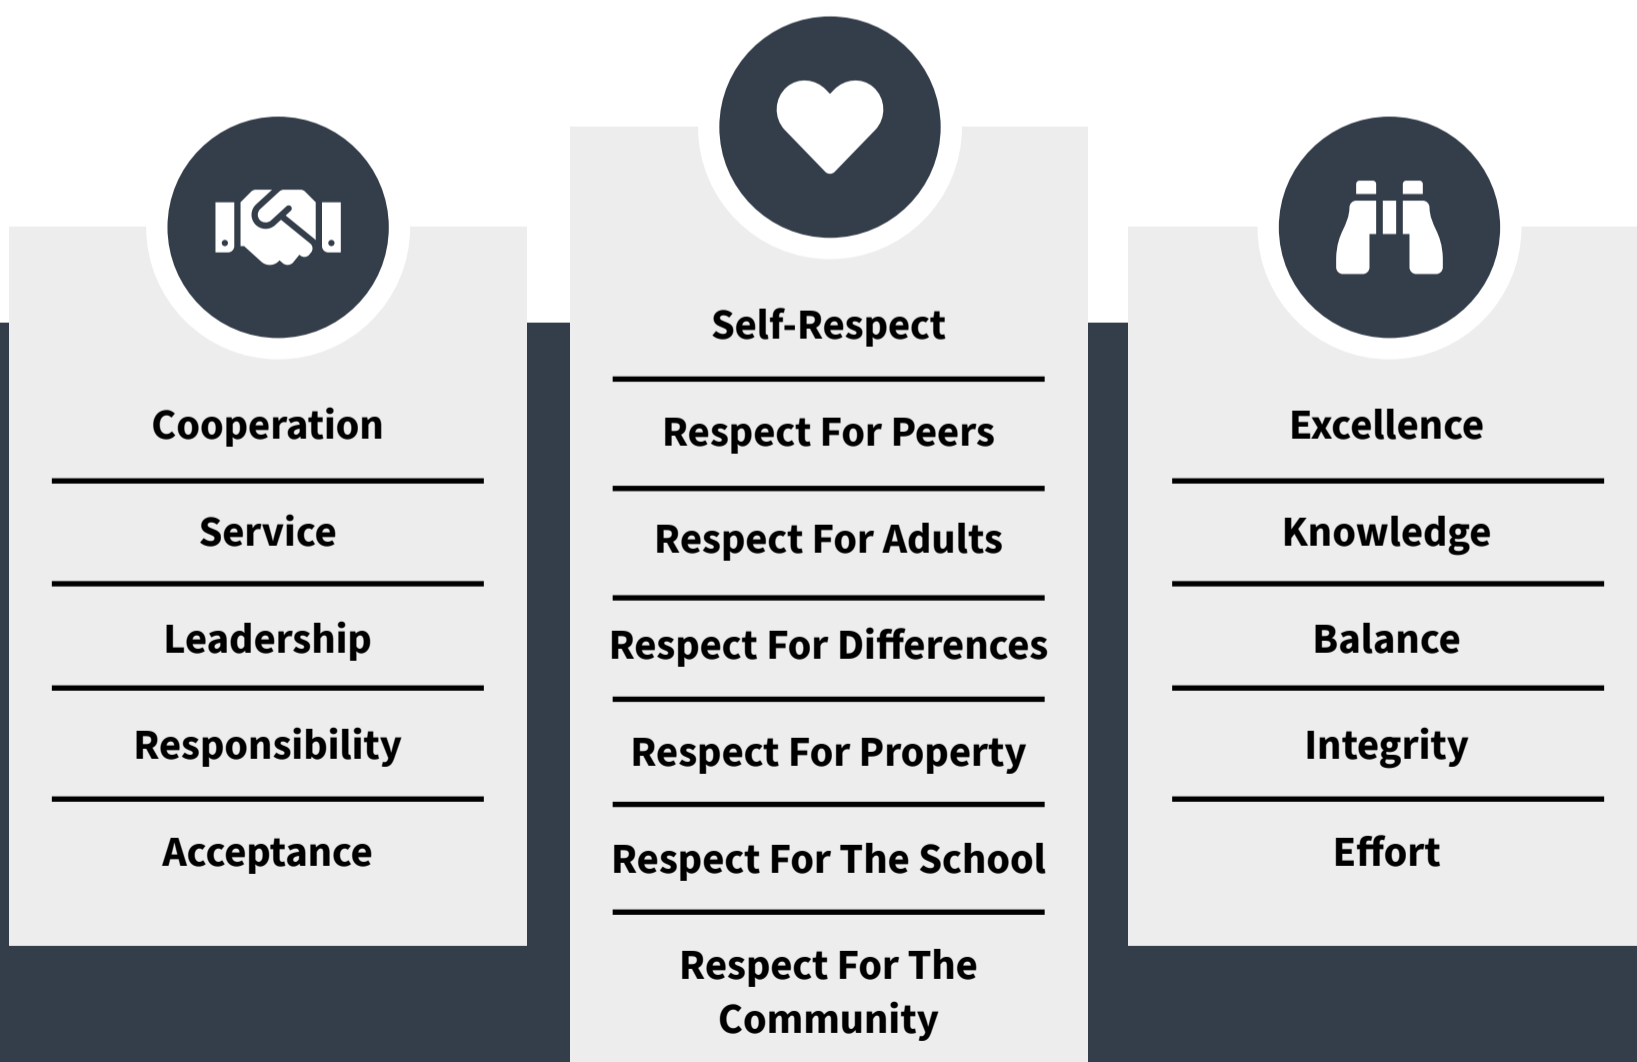 Cooperation
Service
Leadership
Responsibility
Acceptance
Self-Respect
Respect For Peers
Respect For Adults
Respect For Differences
Respect For Property
Respect For The School
Respect For The
Community
Excellence
Knowledge
Balance
Integrity
Effort